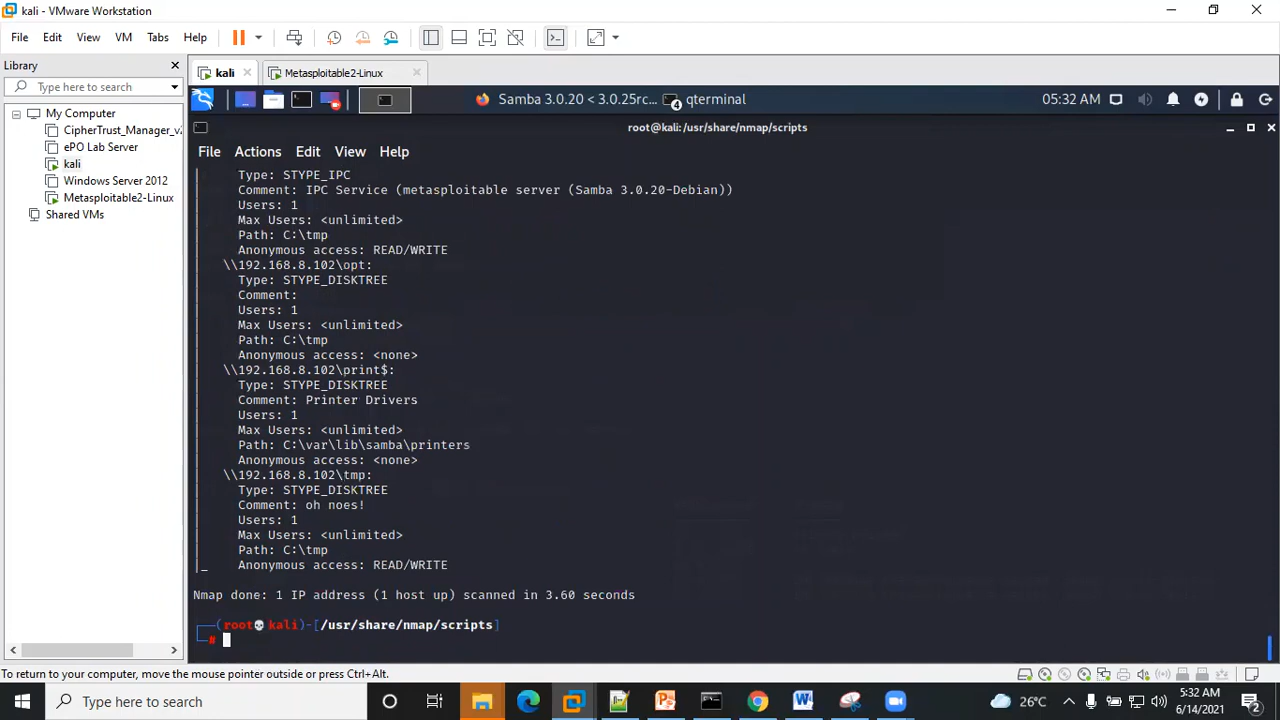 kali - VMware Workstation
File Edit View VM Tabs Help
Library
Type here to search
My Computer
CipherTrust_Manager_v2
ePO Lab Server
kali
Windows Server 2012
Metasploitable2-Linux
Shared VMs
kali Metasploitable2-Linux
Samba 3.0.20 < 3.0.25rc... 4 qterminal 05:32 AM
root@kali:/usr/share/nmap/scripts
File Actions Edit View Help
| Type: STYPE_IPC
| Comment: IPC Service (metasploitable server (Samba 3.0.20-Debian))
| Users: 1
| Max Users: <unlimited>
| Path: C:\tmp
| Anonymous access: READ/WRITE
| \\192.168.8.102\opt:
| Type: STYPE_DISKTREE
| Comment:
| Users: 1
| Max Users: <unlimited>
| Path: C:\tmp
| Anonymous access: <none>
| \\192.168.8.102\print$:
| Type: STYPE_DISKTREE
| Comment: Printer Drivers
| Users: 1
| Max Users: <unlimited>
| Path: C:\var\lib\samba\printers
| Anonymous access: <none>
| \\192.168.8.102\tmp:
| Type: STYPE_DISKTREE
| Comment: oh noes!
| Users: 1
| Max Users: <unlimited>
| Path: C:\tmp
|_ Anonymous access: READ/WRITE
Nmap done: 1 IP address (1 host up) scanned in 3.60 seconds
(root💀kali)-[/usr/share/nmap/scripts]
#
To return to your computer, move the mouse pointer outside or press Ctrl+Alt.
Type here to search
26°C
5:32 AM
6/14/2021
2